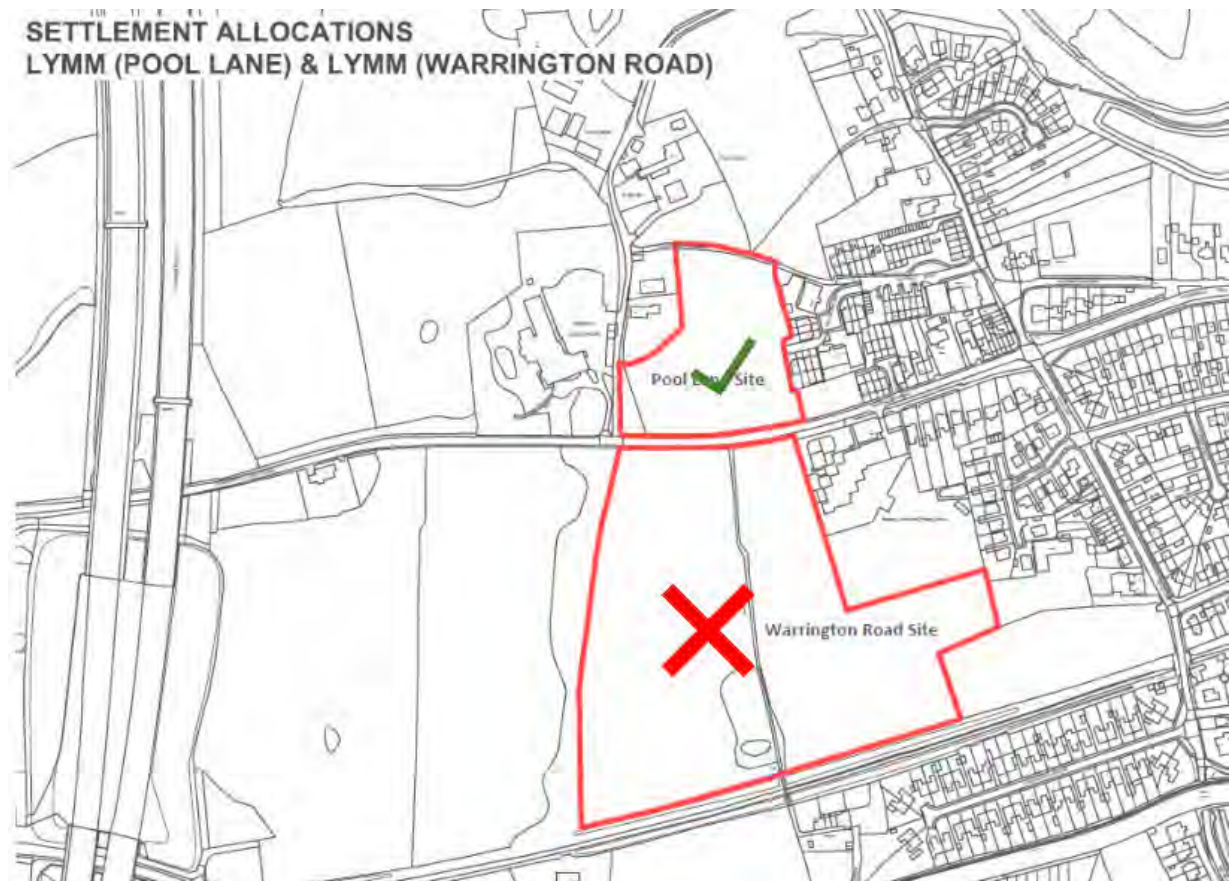 SETTLEMENT ALLOCATIONS
LYMM (POOL LANE) & LYMM (WARRINGTON ROAD)
Pool Lane Site
Warrington Road Site